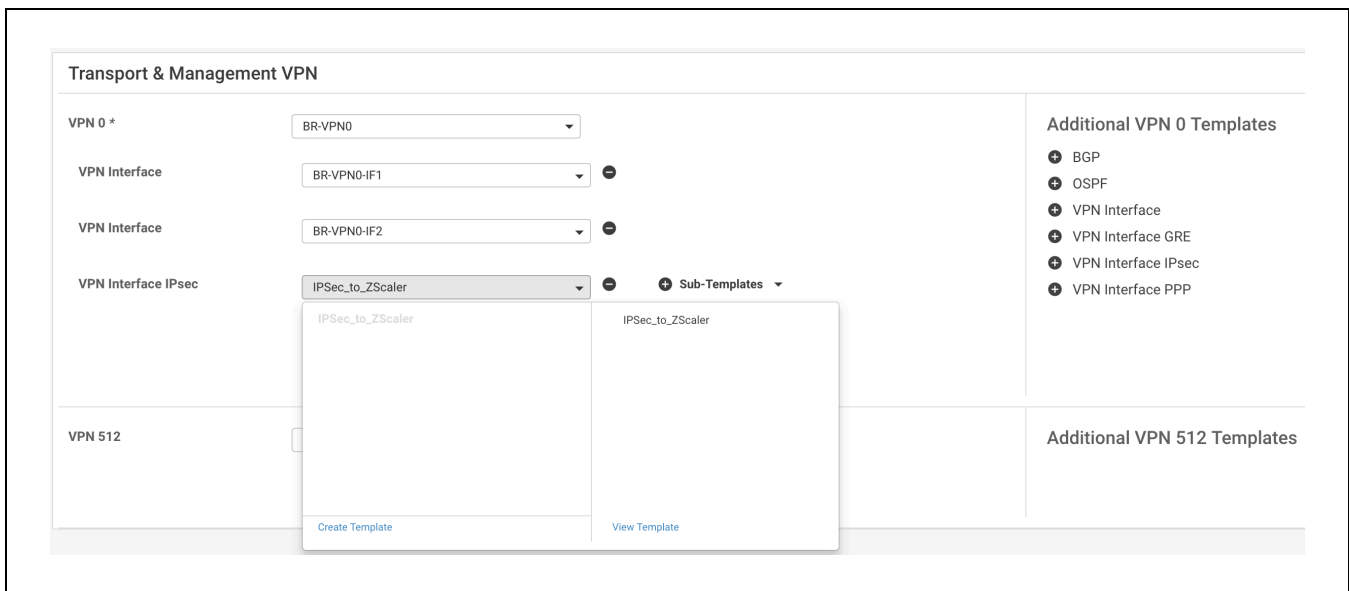 Transport & Management VPN
VPN 0 *
BR-VPN0
VPN Interface
BR-VPN0-IF1
VPN Interface
BR-VPN0-IF2
VPN Interface IPsec
IPSec_to_ZScaler
Sub-Templates
IPSec_to_ZScaler
IPSec_to_ZScaler
Create Template
View Template
Additional VPN 0 Templates
BGP
OSPF
VPN Interface
VPN Interface GRE
VPN Interface IPsec
VPN Interface PPP
VPN 512
Additional VPN 512 Templates